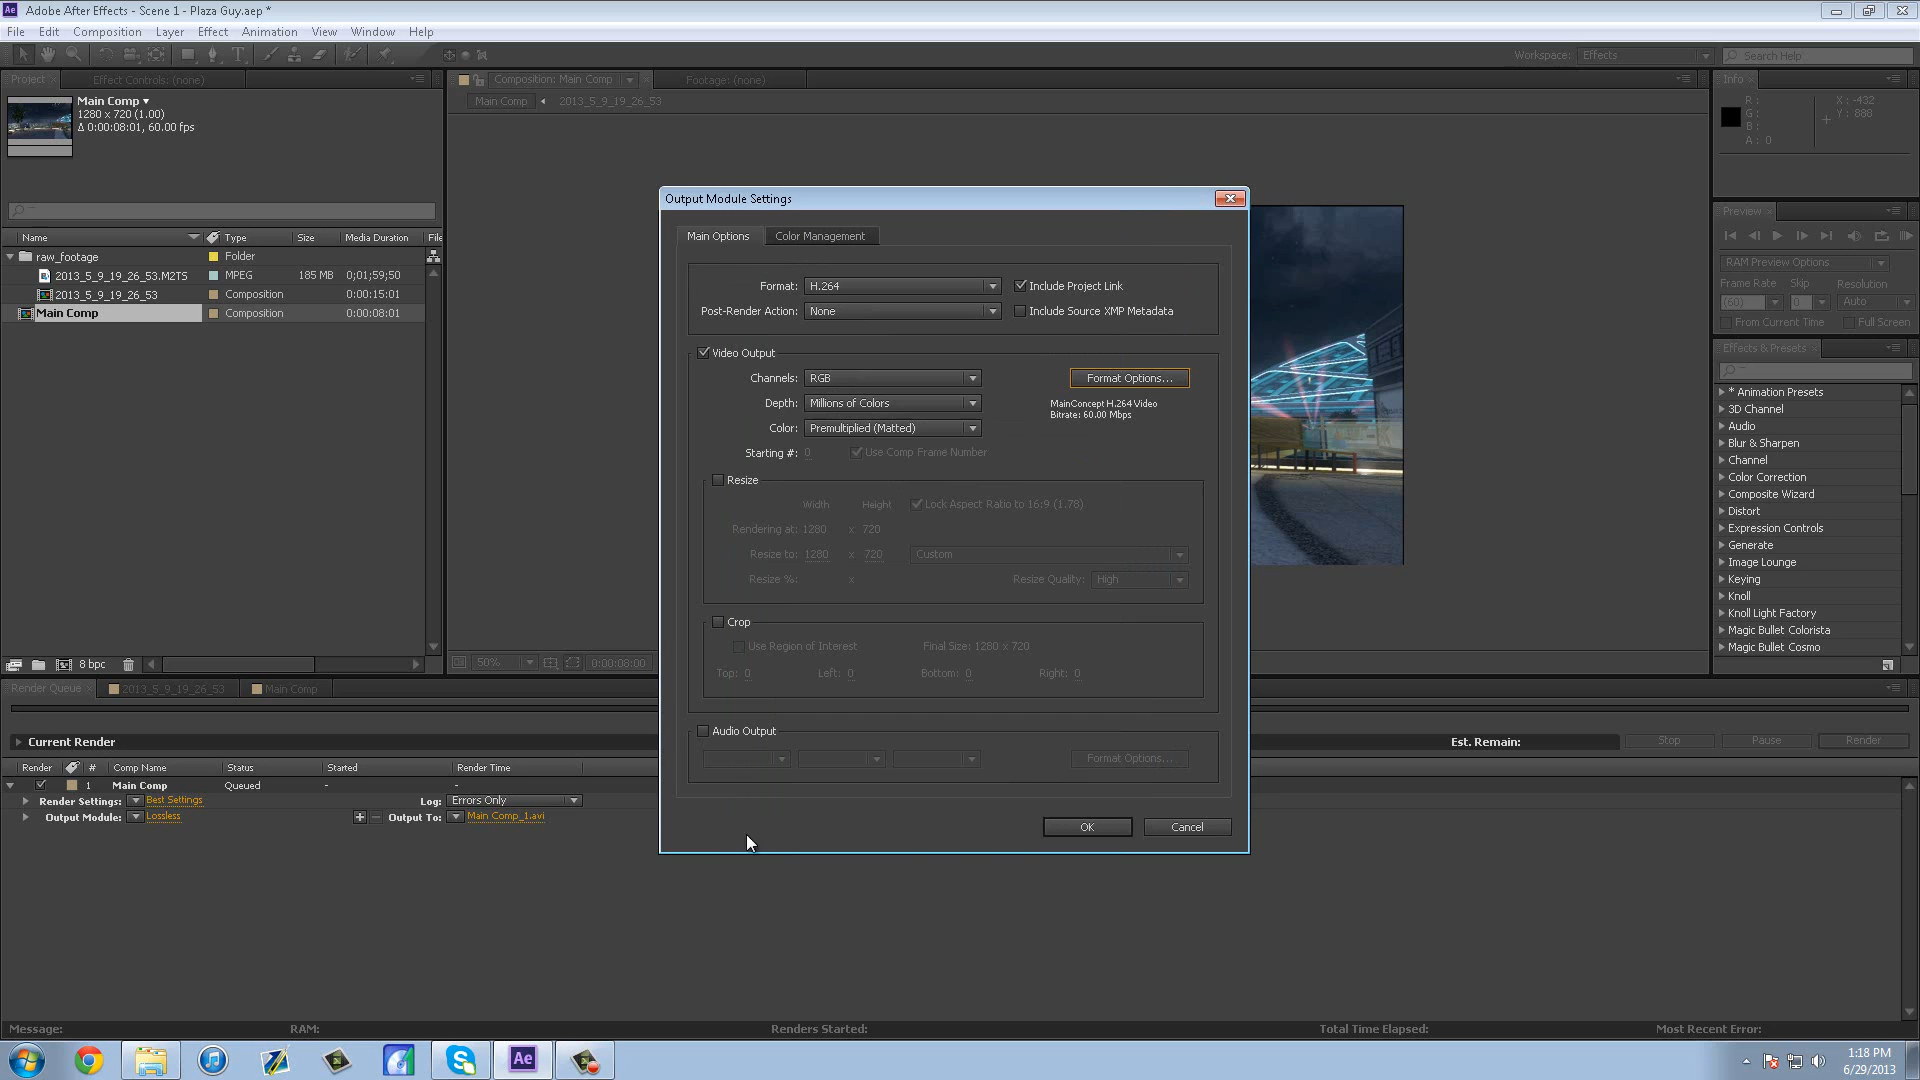 Adobe After Effects - Scene 1 - Plaza Guy.aep *
File Edit Composition Layer Effect Animation View Window Help
Workspace: Effects Search Help
Project × Effect Controls: (none)
Composition: Main Comp Footage: (none)
Info
Main Comp ▾
1280 x 720 (1.00)
Δ 0:00:08:01, 60.00 fps
Main Comp ◂ 2013_5_9_19_26_53
R :
G :
B :
A : 0
X : -432
Y : 888
Name Type Size Media Duration File
raw_footage Folder
2013_5_9_19_26_53.M2TS MPEG 185 MB 0;01;59;50
2013_5_9_19_26_53 Composition 0:00:15:01
Main Comp Composition 0:00:08:01
8 bpc
50% 0:00:08:00
Output Module Settings
Main Options Color Management
Format: H.264 Include Project Link
Post-Render Action: None Include Source XMP Metadata
Video Output
Channels: RGB Format Options...
Depth: Millions of Colors MainConcept H.264 Video
Bitrate: 60.00 Mbps
Color: Premultiplied (Matted)
Starting #: 0 Use Comp Frame Number
Resize
Width Height Lock Aspect Ratio to 16:9 (1.78)
Rendering at: 1280 x 720
Resize to: 1280 x 720 Custom
Resize %: x Resize Quality: High
Crop
Use Region of Interest Final Size: 1280 x 720
Top: 0 Left: 0 Bottom: 0 Right: 0
Audio Output
Format Options...
OK Cancel
Preview ×
RAM Preview Options
Frame Rate Skip Resolution
(60) 0 Auto
From Current Time Full Screen
Effects & Presets ×
* Animation Presets
3D Channel
Audio
Blur & Sharpen
Channel
Color Correction
Composite Wizard
Distort
Expression Controls
Generate
Image Lounge
Keying
Knoll
Knoll Light Factory
Magic Bullet Colorista
Magic Bullet Cosmo
Render Queue × 2013_5_9_19_26_53 Main Comp
Current Render Est. Remain: Stop Pause Render
Render # Comp Name Status Started Render Time
1 Main Comp Queued - -
Render Settings: Best Settings Log: Errors Only
Output Module: Lossless Output To: Main Comp_1.avi
Message: RAM: Renders Started: Total Time Elapsed: Most Recent Error:
Ae
1:18 PM
6/29/2013